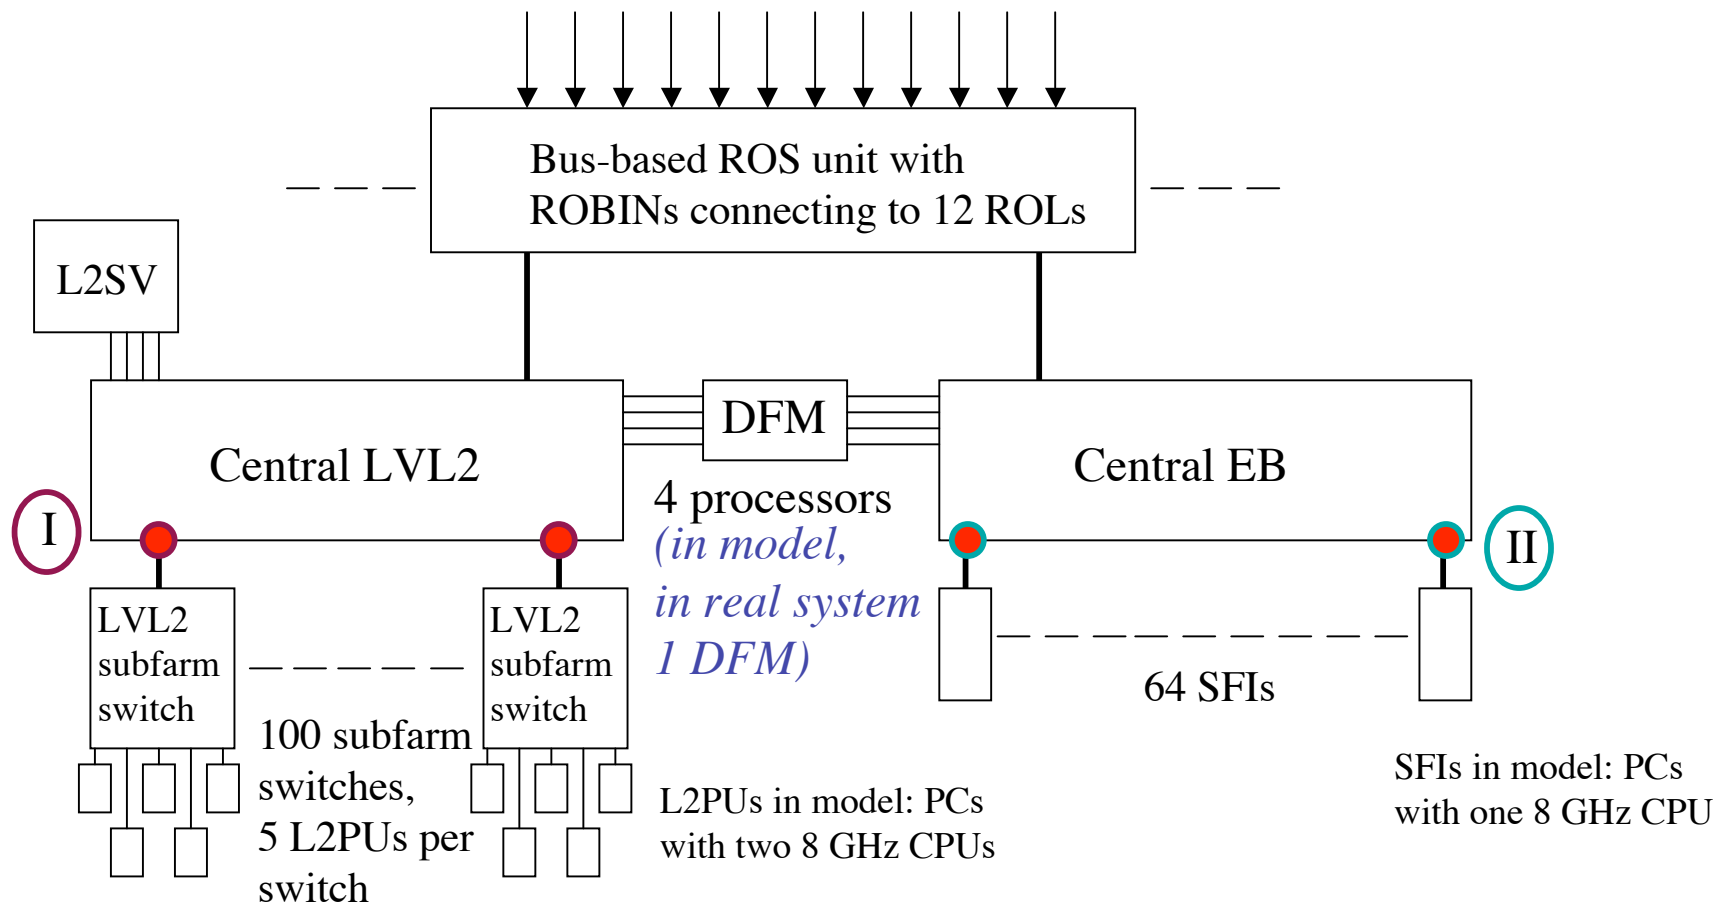 Bus-based ROS unit with
ROBINs connecting to 12 ROLs
L2SV
DFM
Central LVL2
Central EB
4 processors
(in model,
in real system
1 DFM)
I
II
LVL2
subfarm
switch
LVL2
subfarm
switch
64 SFIs
100 subfarm
switches,
5 L2PUs per
switch
L2PUs in model: PCs
with two 8 GHz CPUs
SFIs in model: PCs
with one 8 GHz CPU